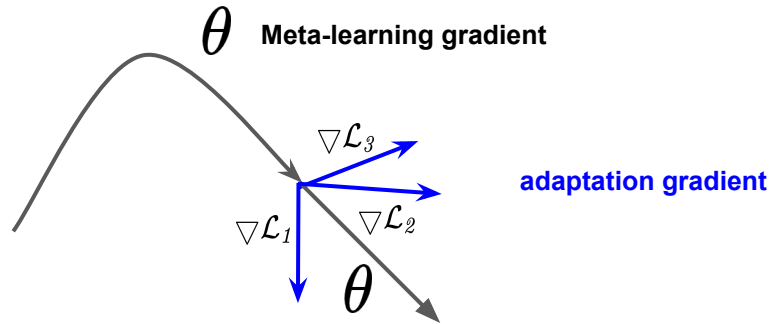 θ Meta-learning gradient
▽ℒ3
adaptation gradient
▽ℒ2
▽ℒ1
θ